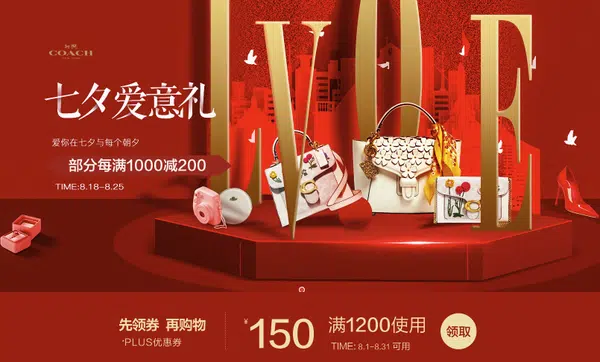 COACH
七夕爱意礼
爱你在七夕与每个朝夕
部分每满1000减200
TIME:8.18-8.25
LVOE
先领券 再购物
*PLUS优惠券
¥150
满1200使用
TIME: 8.1-8.31 可用
领取